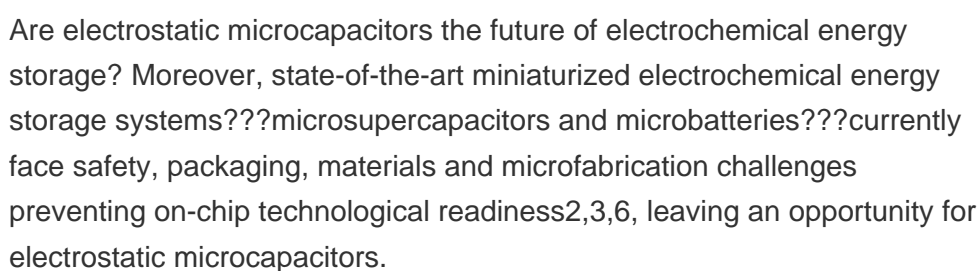 Are electrostatic microcapacitors the future of electrochemical energy
storage? Moreover, state-of-the-art miniaturized electrochemical energy
storage systems???microsupercapacitors and microbatteries???currently
face safety, packaging, materials and microfabrication challenges
preventing on-chip technological readiness2,3,6, leaving an opportunity for
electrostatic microcapacitors.